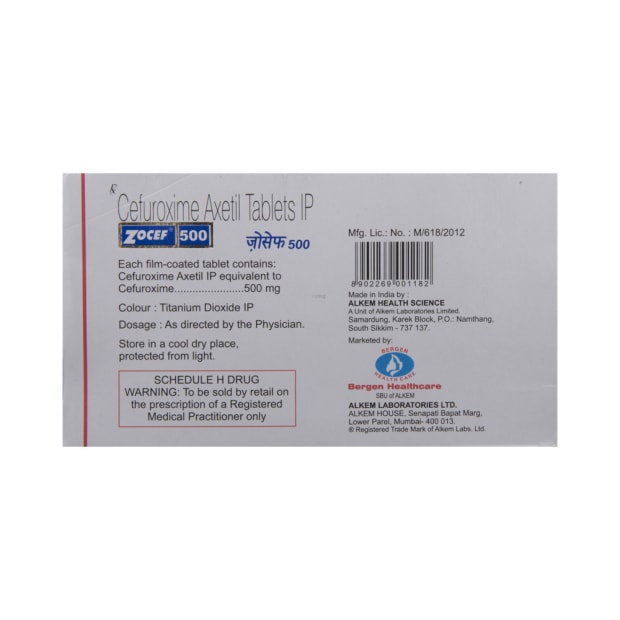 Rx
Cefuroxime Axetil Tablets IP
ZOCEF 500
ज़ोसेफ 500
Each film-coated tablet contains:
Cefuroxime Axetil IP equivalent to
Cefuroxime.......................500 mg
Colour : Titanium Dioxide IP
Dosage : As directed by the Physician.
Store in a cool dry place,
protected from light.
SCHEDULE H DRUG
WARNING: To be sold by retail on
the prescription of a Registered
Medical Practitioner only
Mfg. Lic.: No. : M/618/2012
8902269001182
Made in India by :
ALKEM HEALTH SCIENCE
A Unit of Alkem Laboratories Limited.
Samardung, Karek Block, P.O.: Namthang,
South Sikkim - 737 137.
Marketed by:
BERGEN
HEALTH CARE
Bergen Healthcare
SBU of ALKEM
ALKEM LABORATORIES LTD.
ALKEM HOUSE, Senapati Bapat Marg,
Lower Parel, Mumbai- 400 013.
® Registered Trade Mark of Alkem Labs. Ltd.